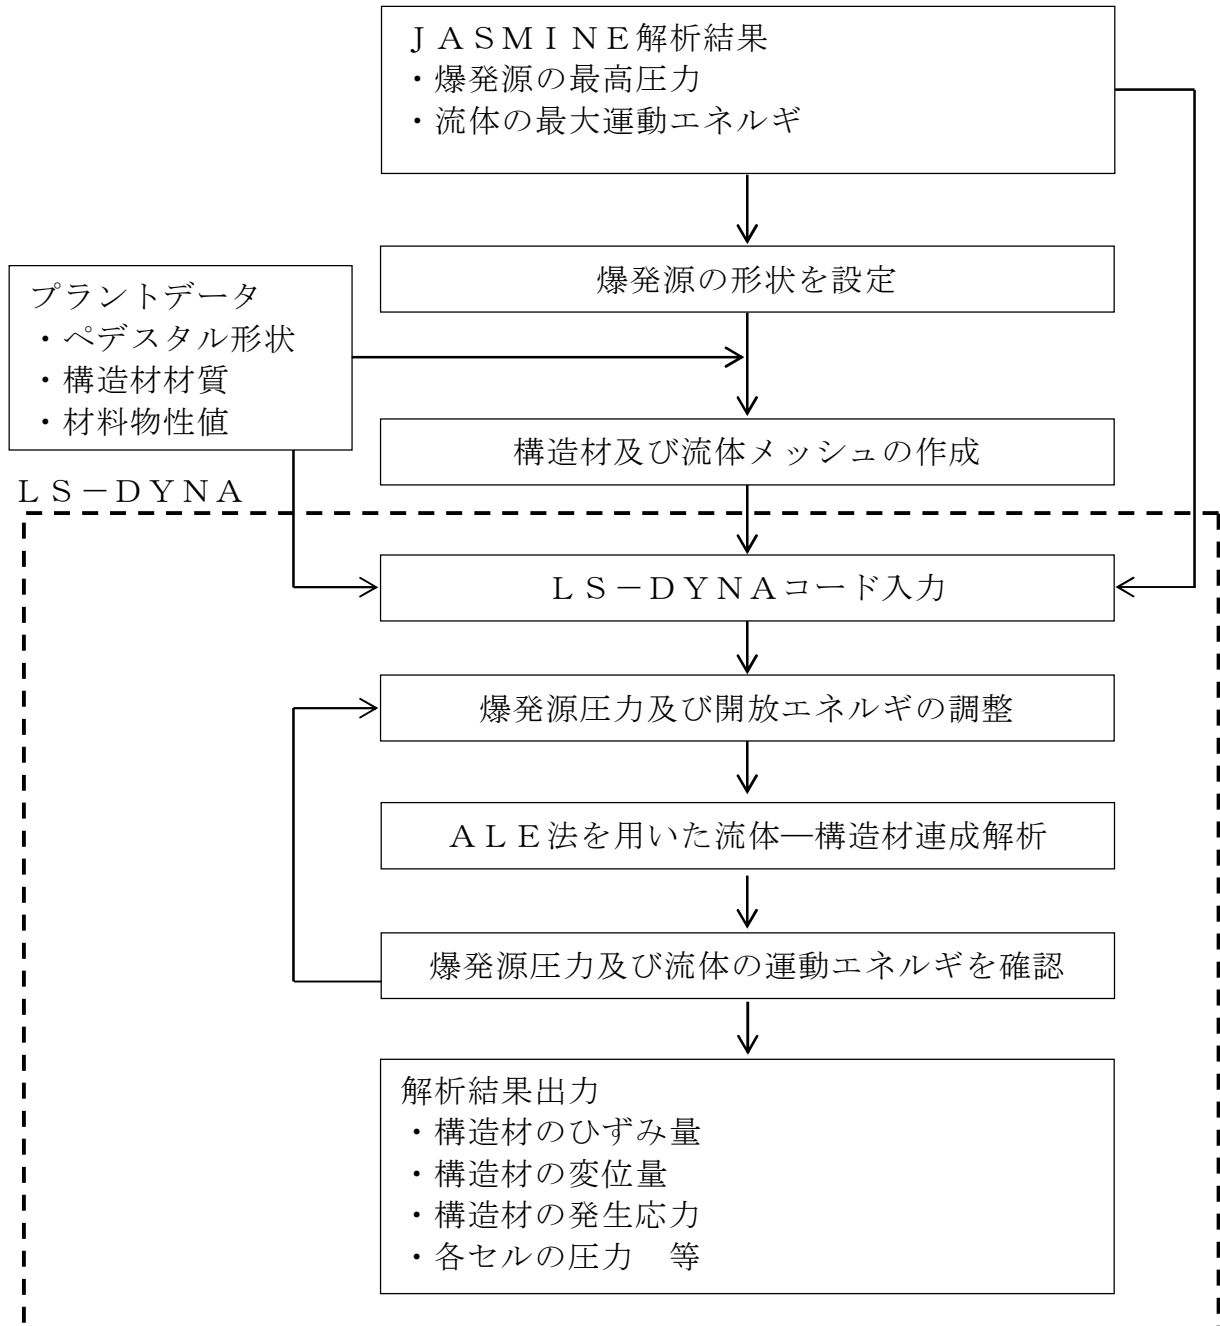 ＪＡＳＭＩＮＥ解析結果
・爆発源の最高圧力
・流体の最大運動エネルギ
爆発源の形状を設定
プラントデータ
・ペデスタル形状
・構造材材質
・材料物性値
構造材及び流体メッシュの作成
ＬＳ－ＤＹＮＡ
ＬＳ－ＤＹＮＡコード入力
爆発源圧力及び開放エネルギの調整
ＡＬＥ法を用いた流体―構造材連成解析
爆発源圧力及び流体の運動エネルギを確認
解析結果出力
・構造材のひずみ量
・構造材の変位量
・構造材の発生応力
・各セルの圧力　等